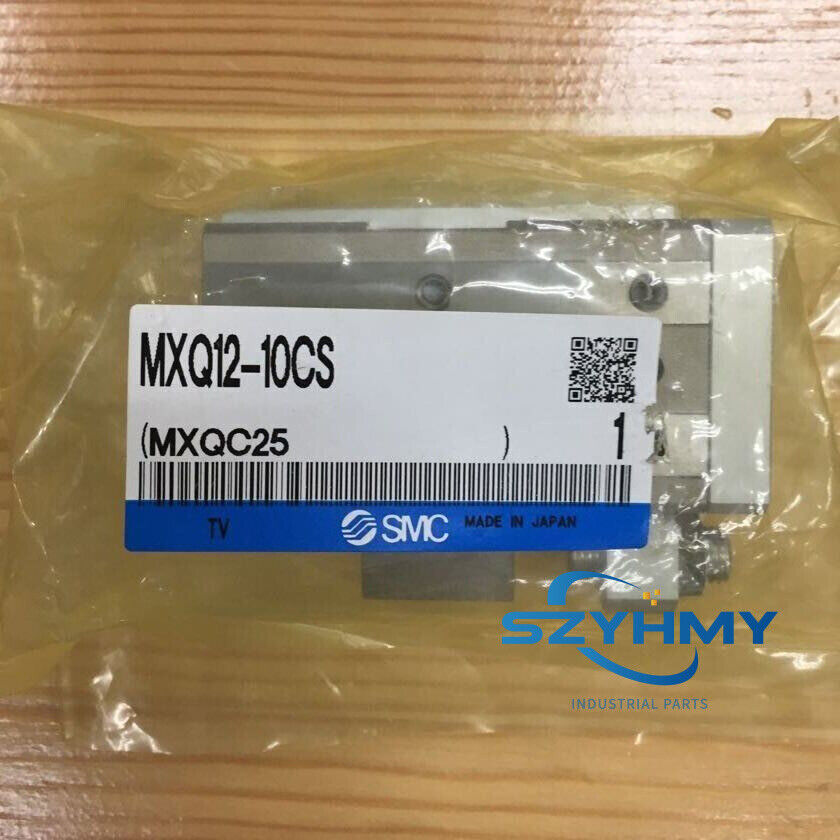 MXQ12-10CS
(MXQC25 ) 1
TV SMC MADE IN JAPAN
SZYHMY
INDUSTRIAL PARTS